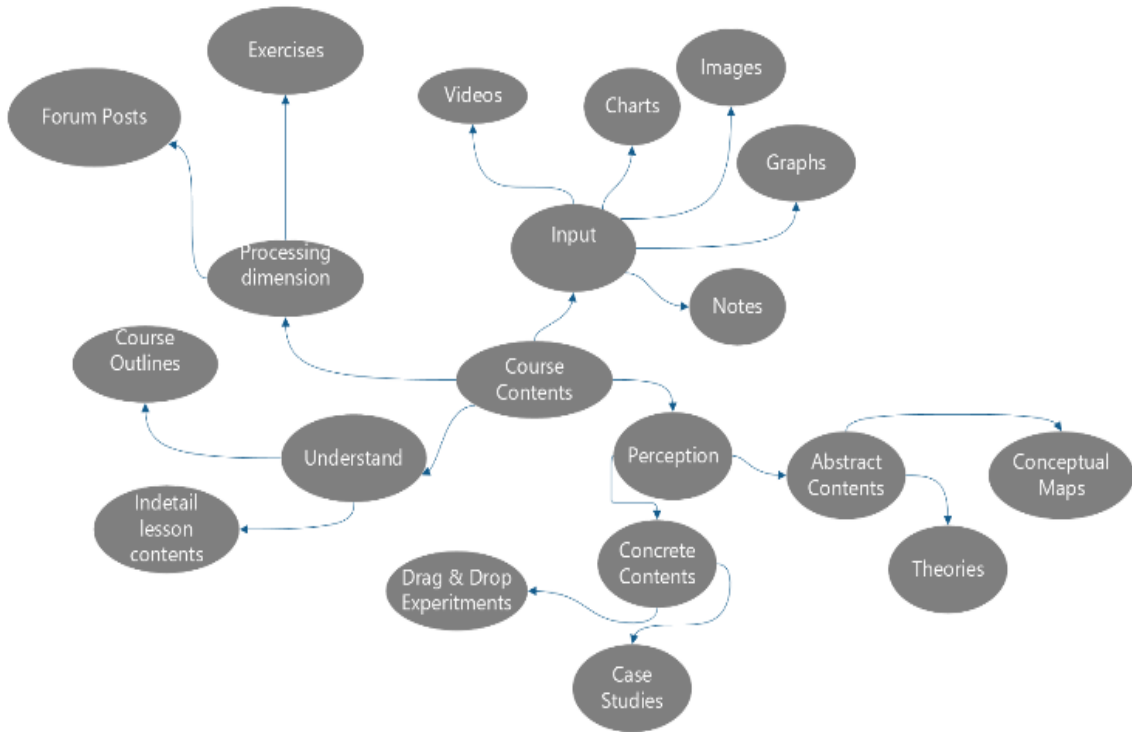 Exercises
Forum Posts
Videos
Charts
Images
Graphs
Input
Notes
Processing
dimension
Course
Outlines
Course
Contents
Understand
Indetail
lesson
contents
Perception
Abstract
Contents
Conceptual
Maps
Theories
Concrete
Contents
Drag & Drop
Experitments
Case
Studies